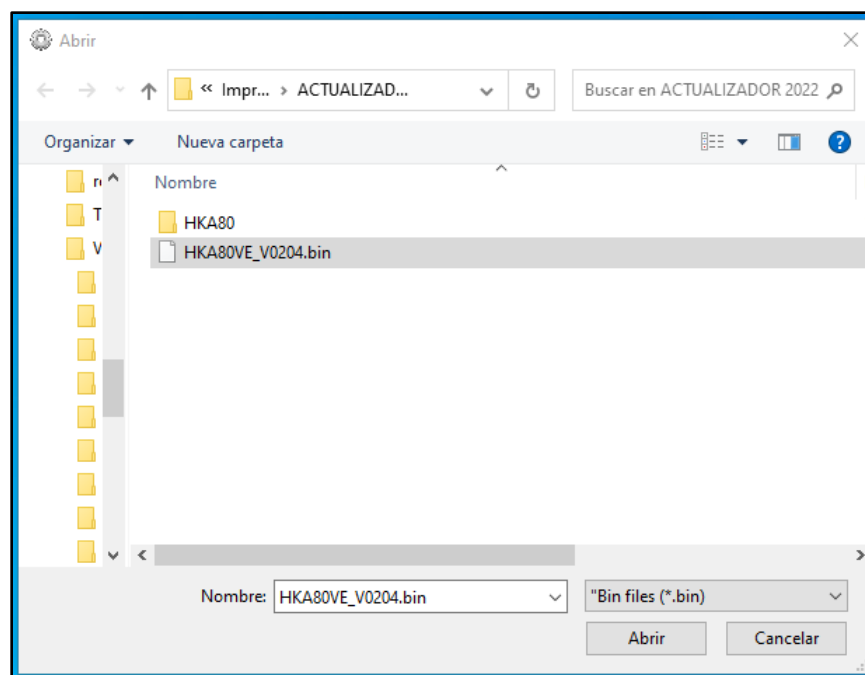 Abrir
« Impr... › ACTUALIZAD...
Buscar en ACTUALIZADOR 2022
Organizar
Nueva carpeta
Nombre
T
HKA80
HKA80VE_V0204.bin
Nombre: HKA80VE_V0204.bin
"Bin files (*.bin)
Abrir
Cancelar